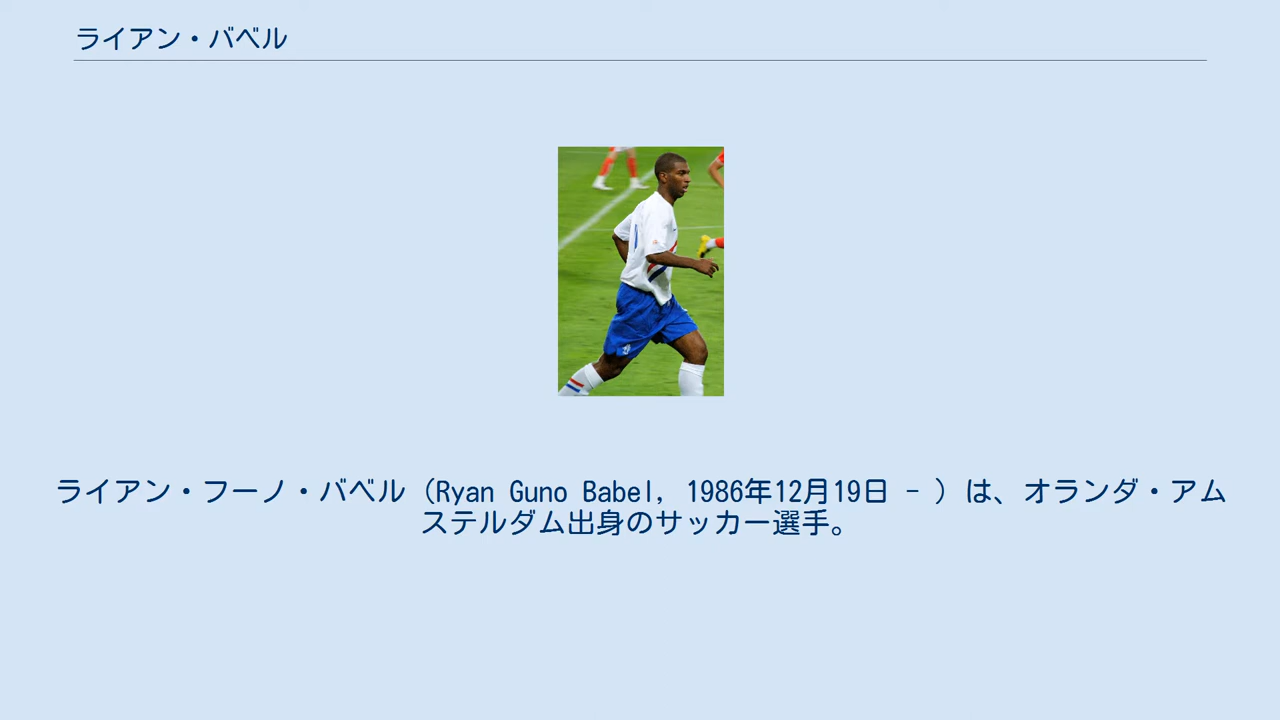 ライアン・バベル
ライアン・フーノ・バベル（Ryan Guno Babel, 1986年12月19日 - ）は、オランダ・アム
ステルダム出身のサッカー選手。